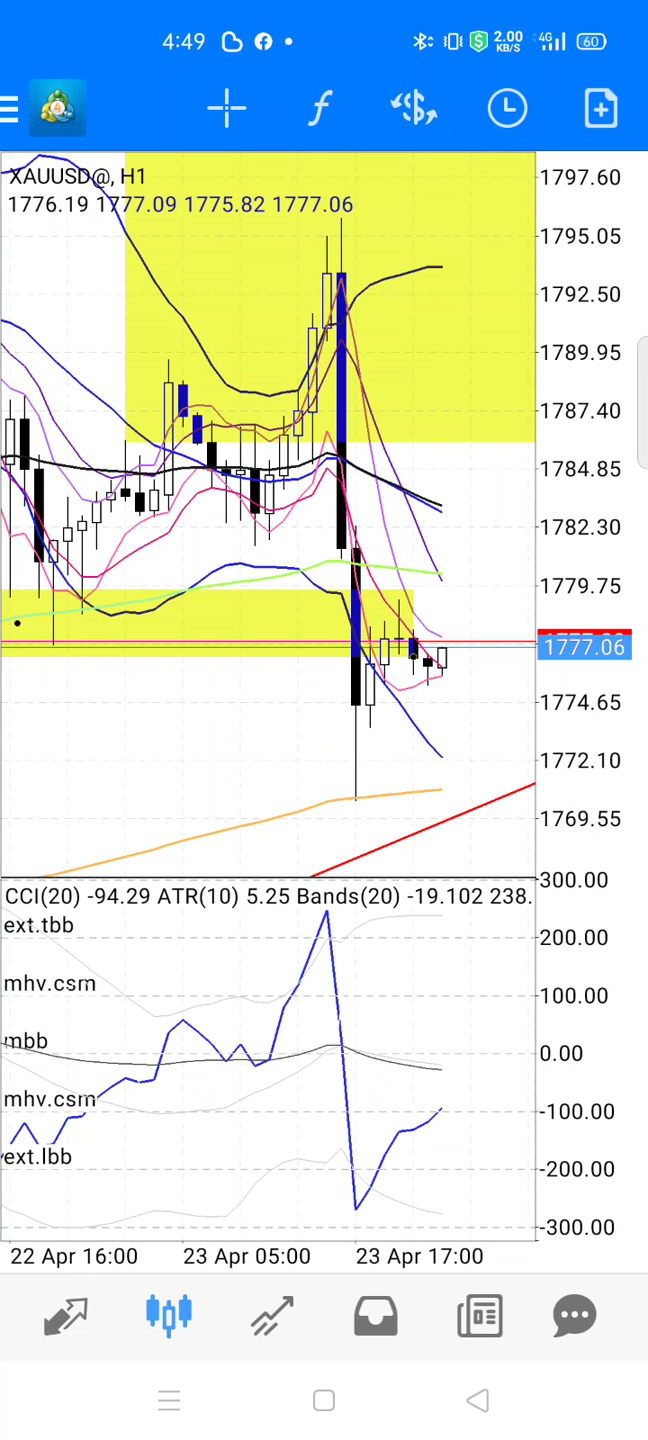 4:49 2.00 KB/S 4G 60
XAUUSD@, H1
1776.19 1777.09 1775.82 1777.06
1797.60
1795.05
1792.50
1789.95
1787.40
1784.85
1782.30
1779.75
1777.06
1774.65
1772.10
1769.55
CCI(20) -94.29 ATR(10) 5.25 Bands(20) -19.102 238.
300.00
ext.tbb
200.00
mhv.csm
100.00
mbb
0.00
mhv.csm
-100.00
ext.lbb
-200.00
-300.00
22 Apr 16:00 23 Apr 05:00 23 Apr 17:00